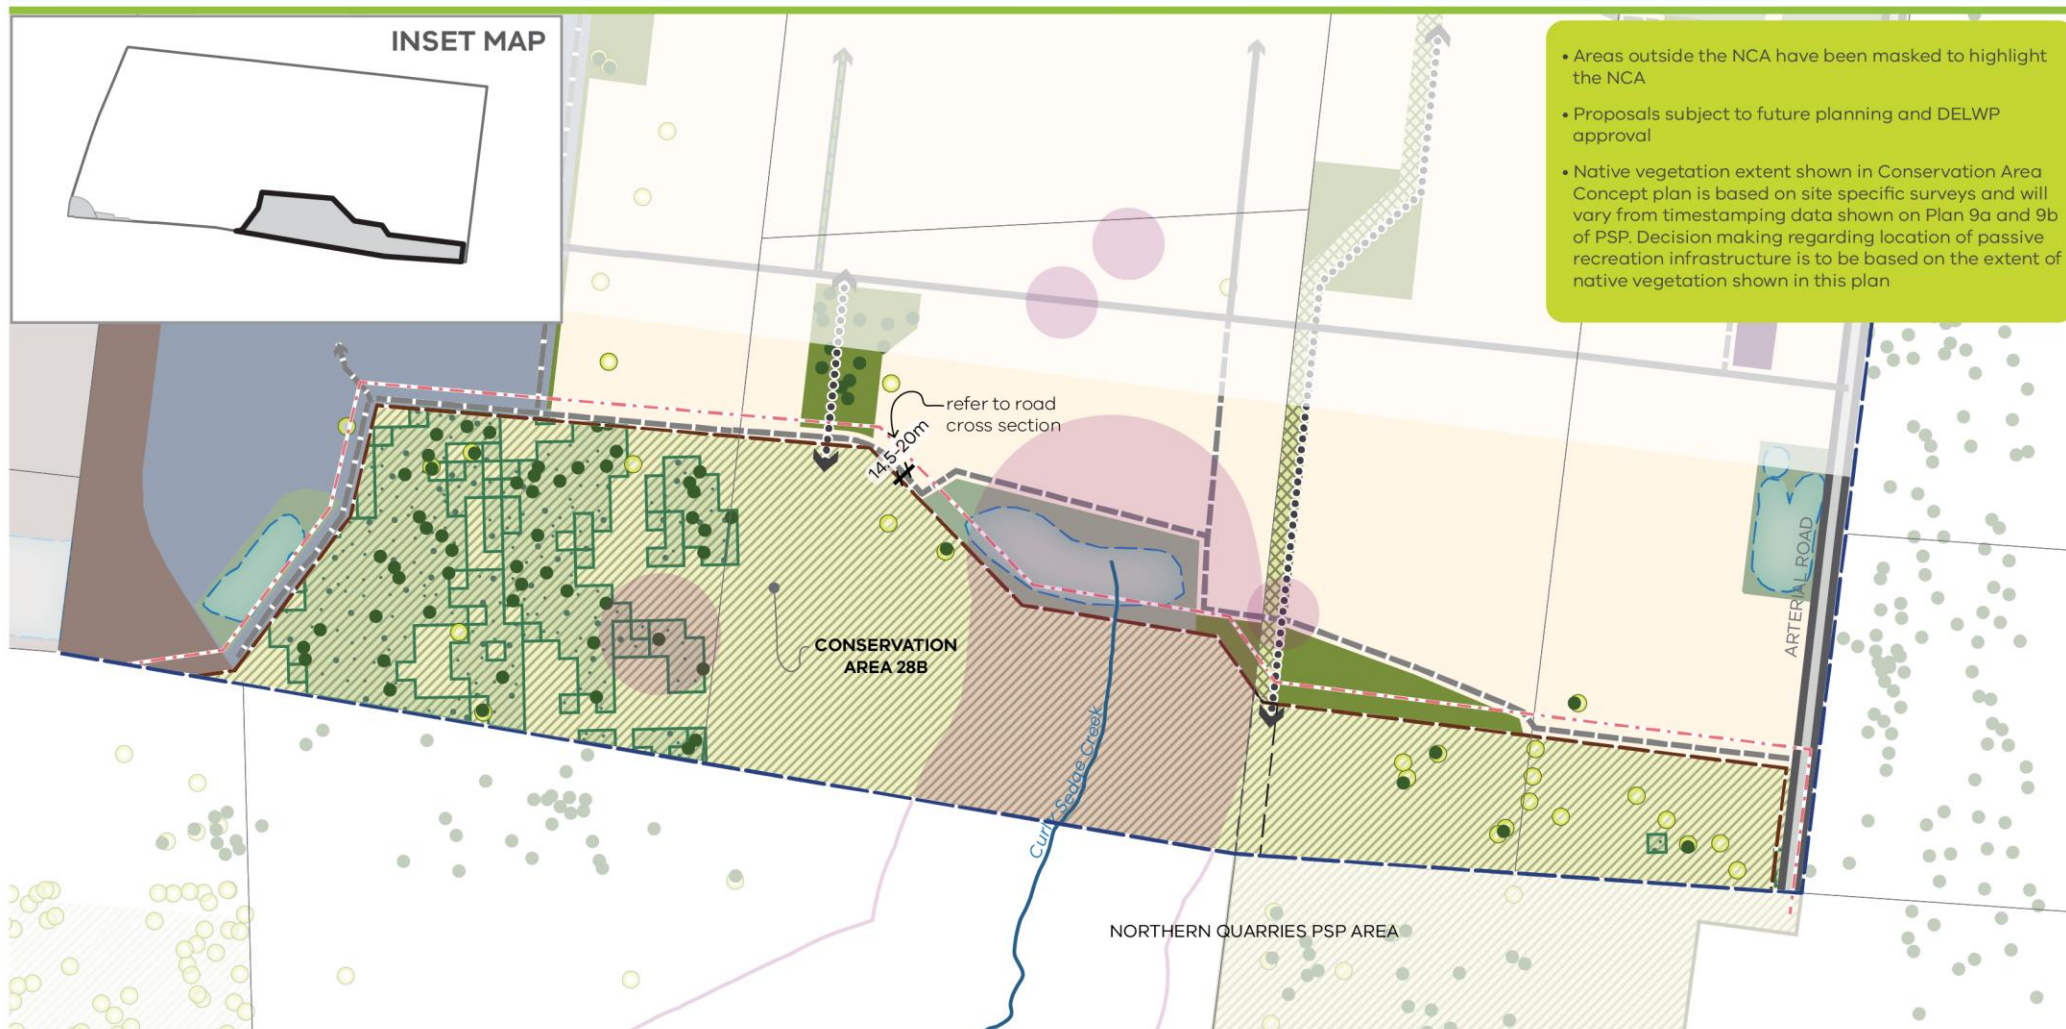 INSET MAP
• Areas outside the NCA have been masked to highlight
the NCA
• Proposals subject to future planning and DELWP
approval
• Native vegetation extent shown in Conservation Area
Concept plan is based on site specific surveys and will
vary from timestamping data shown on Plan 9a and 9b
of PSP. Decision making regarding location of passive
recreation infrastructure is to be based on the extent of
native vegetation shown in this plan
refer to road
cross section
14.5-20m
ARTERIAL ROAD
CONSERVATION
AREA 28B
Curly Sedge Creek
NORTHERN QUARRIES PSP AREA